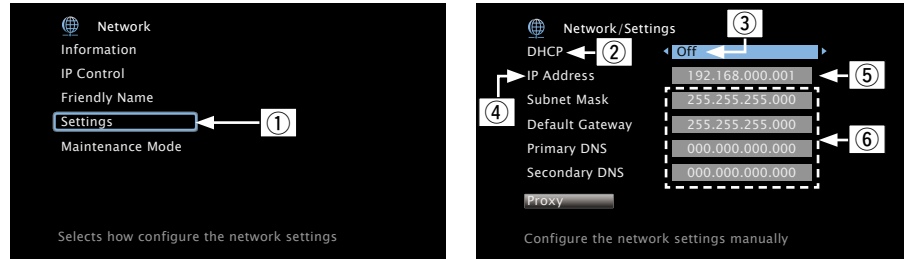 Network
Information
IP Control
Friendly Name
Settings
①
Maintenance Mode
Selects how configure the network settings
Network/Settings
③
DHCP ② Off
④ IP Address 192.168.000.001 ⑤
Subnet Mask 255.255.255.000
Default Gateway 255.255.255.000
⑥
Primary DNS 000.000.000.000
Secondary DNS 000.000.000.000
Proxy
Configure the network settings manually